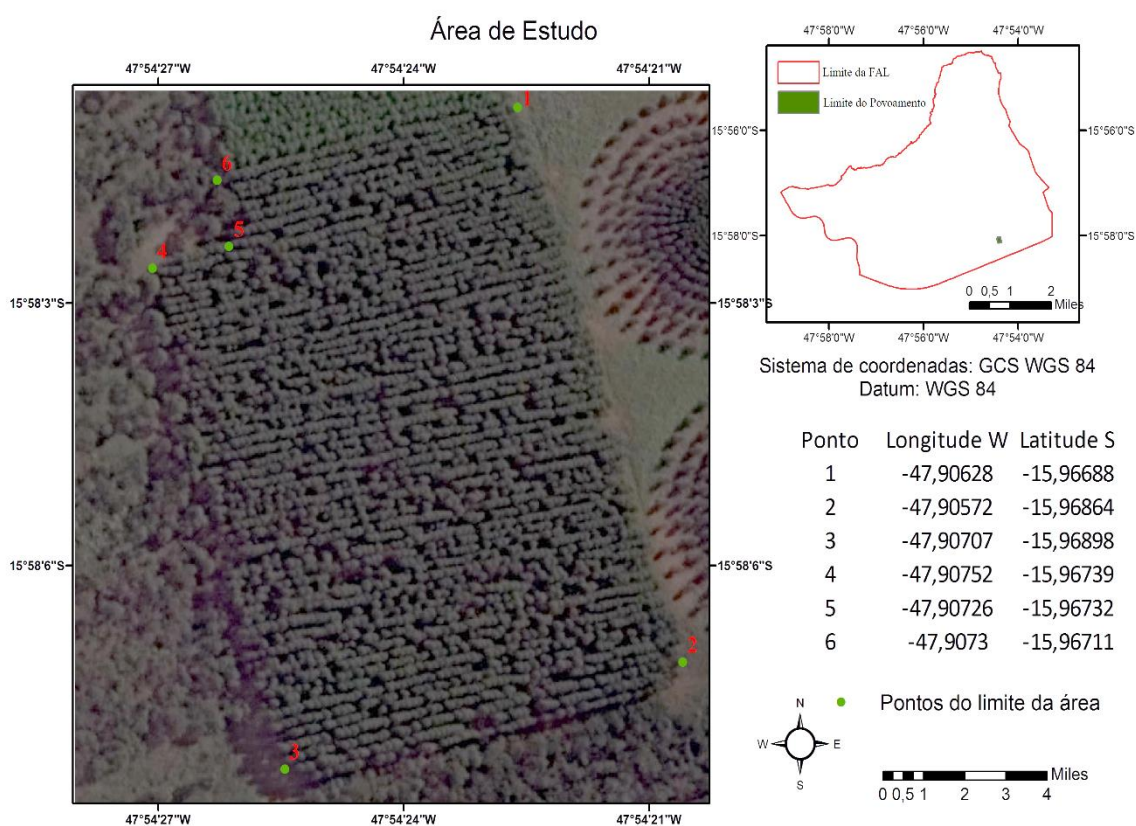 Área de Estudo
47°54'27"W 47°54'24"W 47°54'21"W
1
6
5
4
15°58'3"S
15°58'6"S
2
3
47°54'27"W 47°54'24"W 47°54'21"W
47°58'0"W 47°56'0"W 47°54'0"W
Limite da FAL
Limite do Povoamento
15°56'0"S 15°56'0"S
15°58'0"S 15°58'0"S
0 0,5 1 2
Miles
47°58'0"W 47°56'0"W 47°54'0"W
Sistema de coordenadas: GCS WGS 84
Datum: WGS 84
Ponto Longitude W Latitude S
1 -47,90628 -15,96688
2 -47,90572 -15,96864
3 -47,90707 -15,96898
4 -47,90752 -15,96739
5 -47,90726 -15,96732
6 -47,9073 -15,96711
N
W E
S
Pontos do limite da área
Miles
0 0,5 1 2 3 4